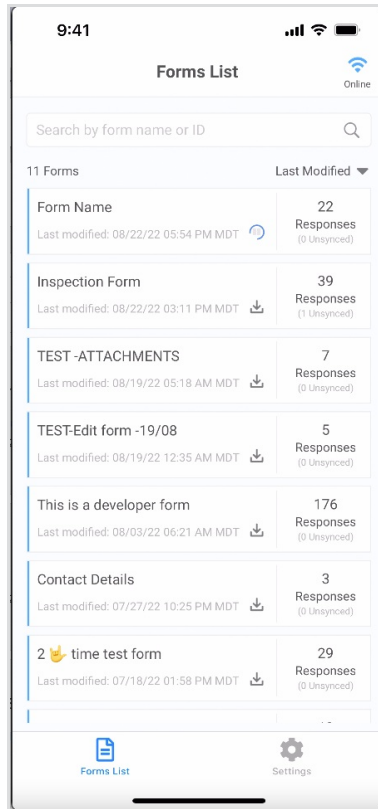 9:41
Forms List
Online
Search by form name or ID
11 Forms
Last Modified
Form Name
22
Responses
Last modified: 08/22/22 05:54 PM MDT
(0 Unsynced)
Inspection Form
39
Responses
Last modified: 08/22/22 03:11 PM MDT
(1 Unsynced)
TEST -ATTACHMENTS
7
Responses
Last modified: 08/19/22 05:18 AM MDT
(0 Unsynced)
TEST-Edit form -19/08
5
Responses
Last modified: 08/19/22 12:35 AM MDT
(0 Unsynced)
This is a developer form
176
Responses
Last modified: 08/03/22 06:21 AM MDT
(0 Unsynced)
Contact Details
3
Responses
Last modified: 07/27/22 10:25 PM MDT
(0 Unsynced)
2 🤟 time test form
29
Responses
Last modified: 07/18/22 01:58 PM MDT
(0 Unsynced)
Forms List
Settings